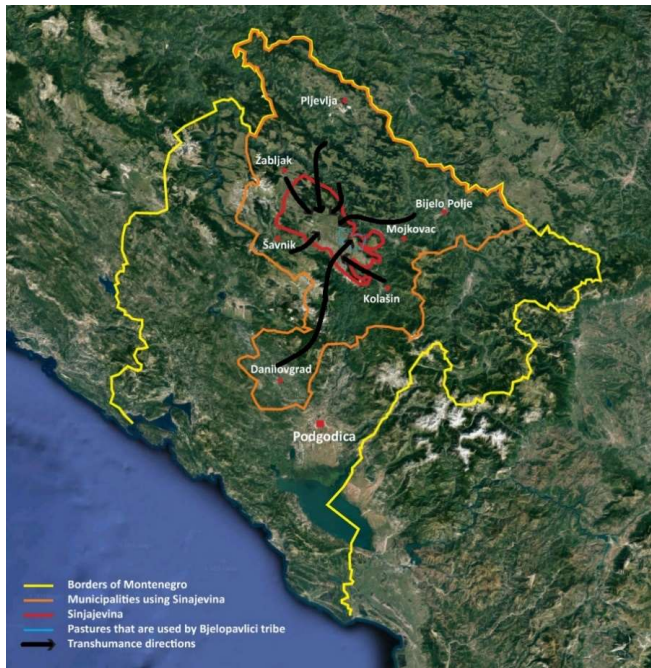 Pljevlja
Žabljak
Bijelo Polje
Mojkovac
Šavnik
Kolašin
Danilovgrad
Podgodica
Borders of Montenegro
Municipalities using Sinajevina
Sinjajevina
Pastures that are used by Bjelopavlici tribe
Transhumance directions